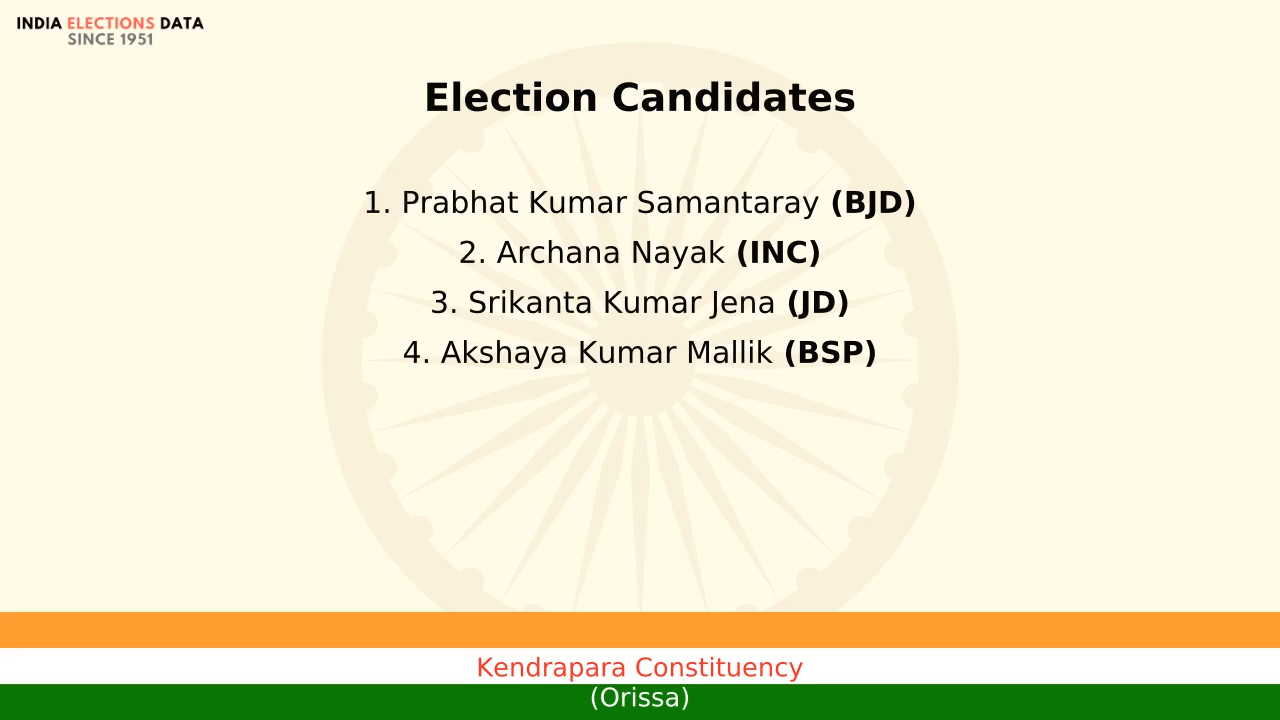 INDIA ELECTIONS DATA
SINCE 1951
Election Candidates
1. Prabhat Kumar Samantaray (BJD)
2. Archana Nayak (INC)
3. Srikanta Kumar Jena (JD)
4. Akshaya Kumar Mallik (BSP)
Kendrapara Constituency
(Orissa)